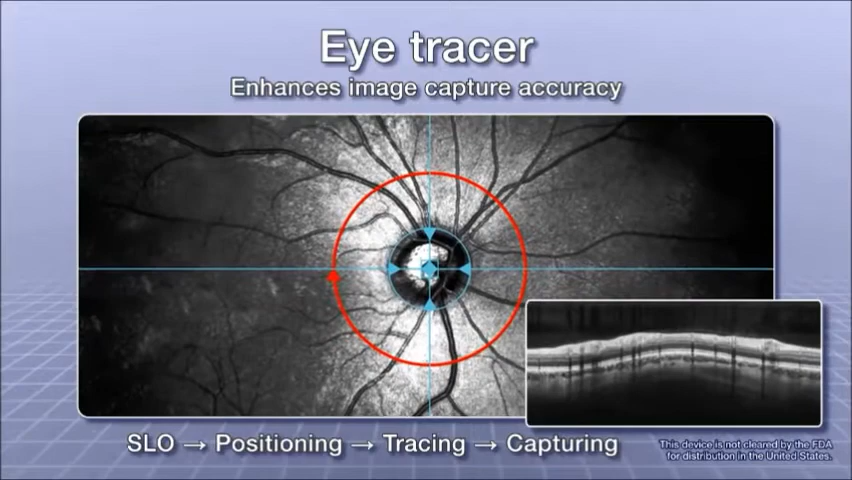 Eye tracer
Enhances image capture accuracy
SLO → Positioning → Tracing → Capturing
This device is not cleared by the FDA
for distribution in the United States.